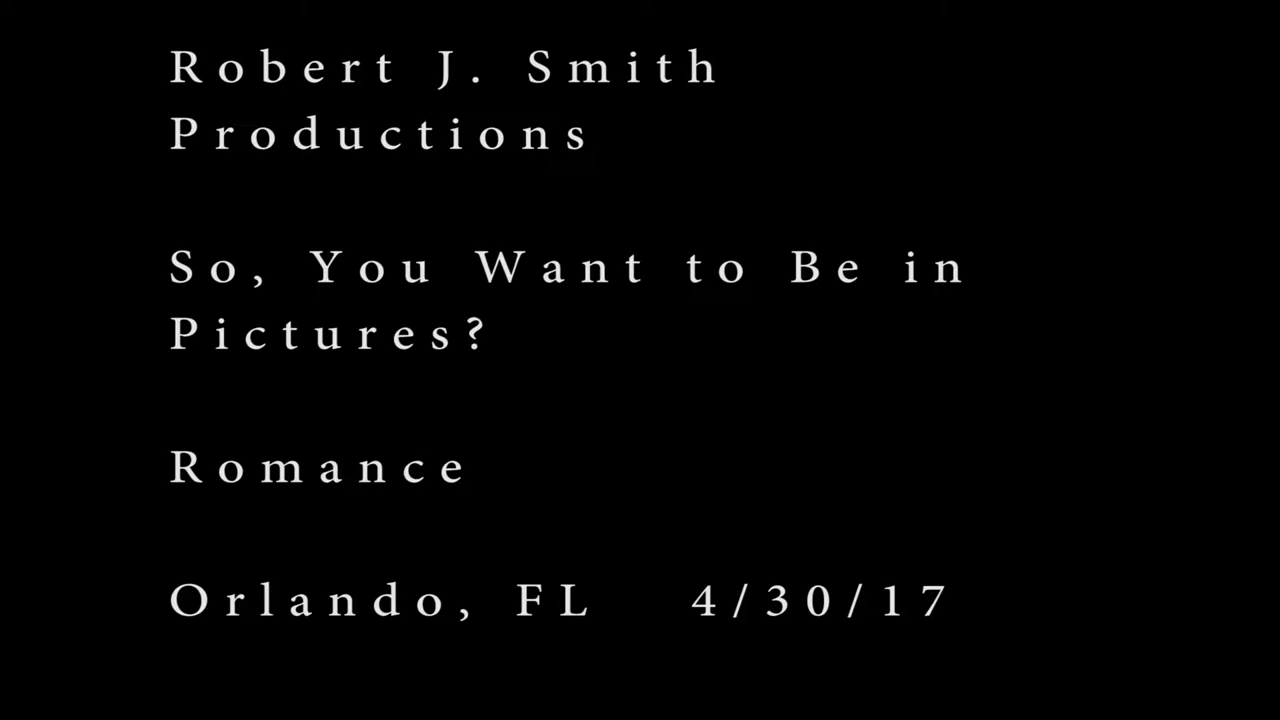 Robert J. Smith
Productions
So, You Want to Be in
Pictures?
Romance
Orlando, FL 4/30/17